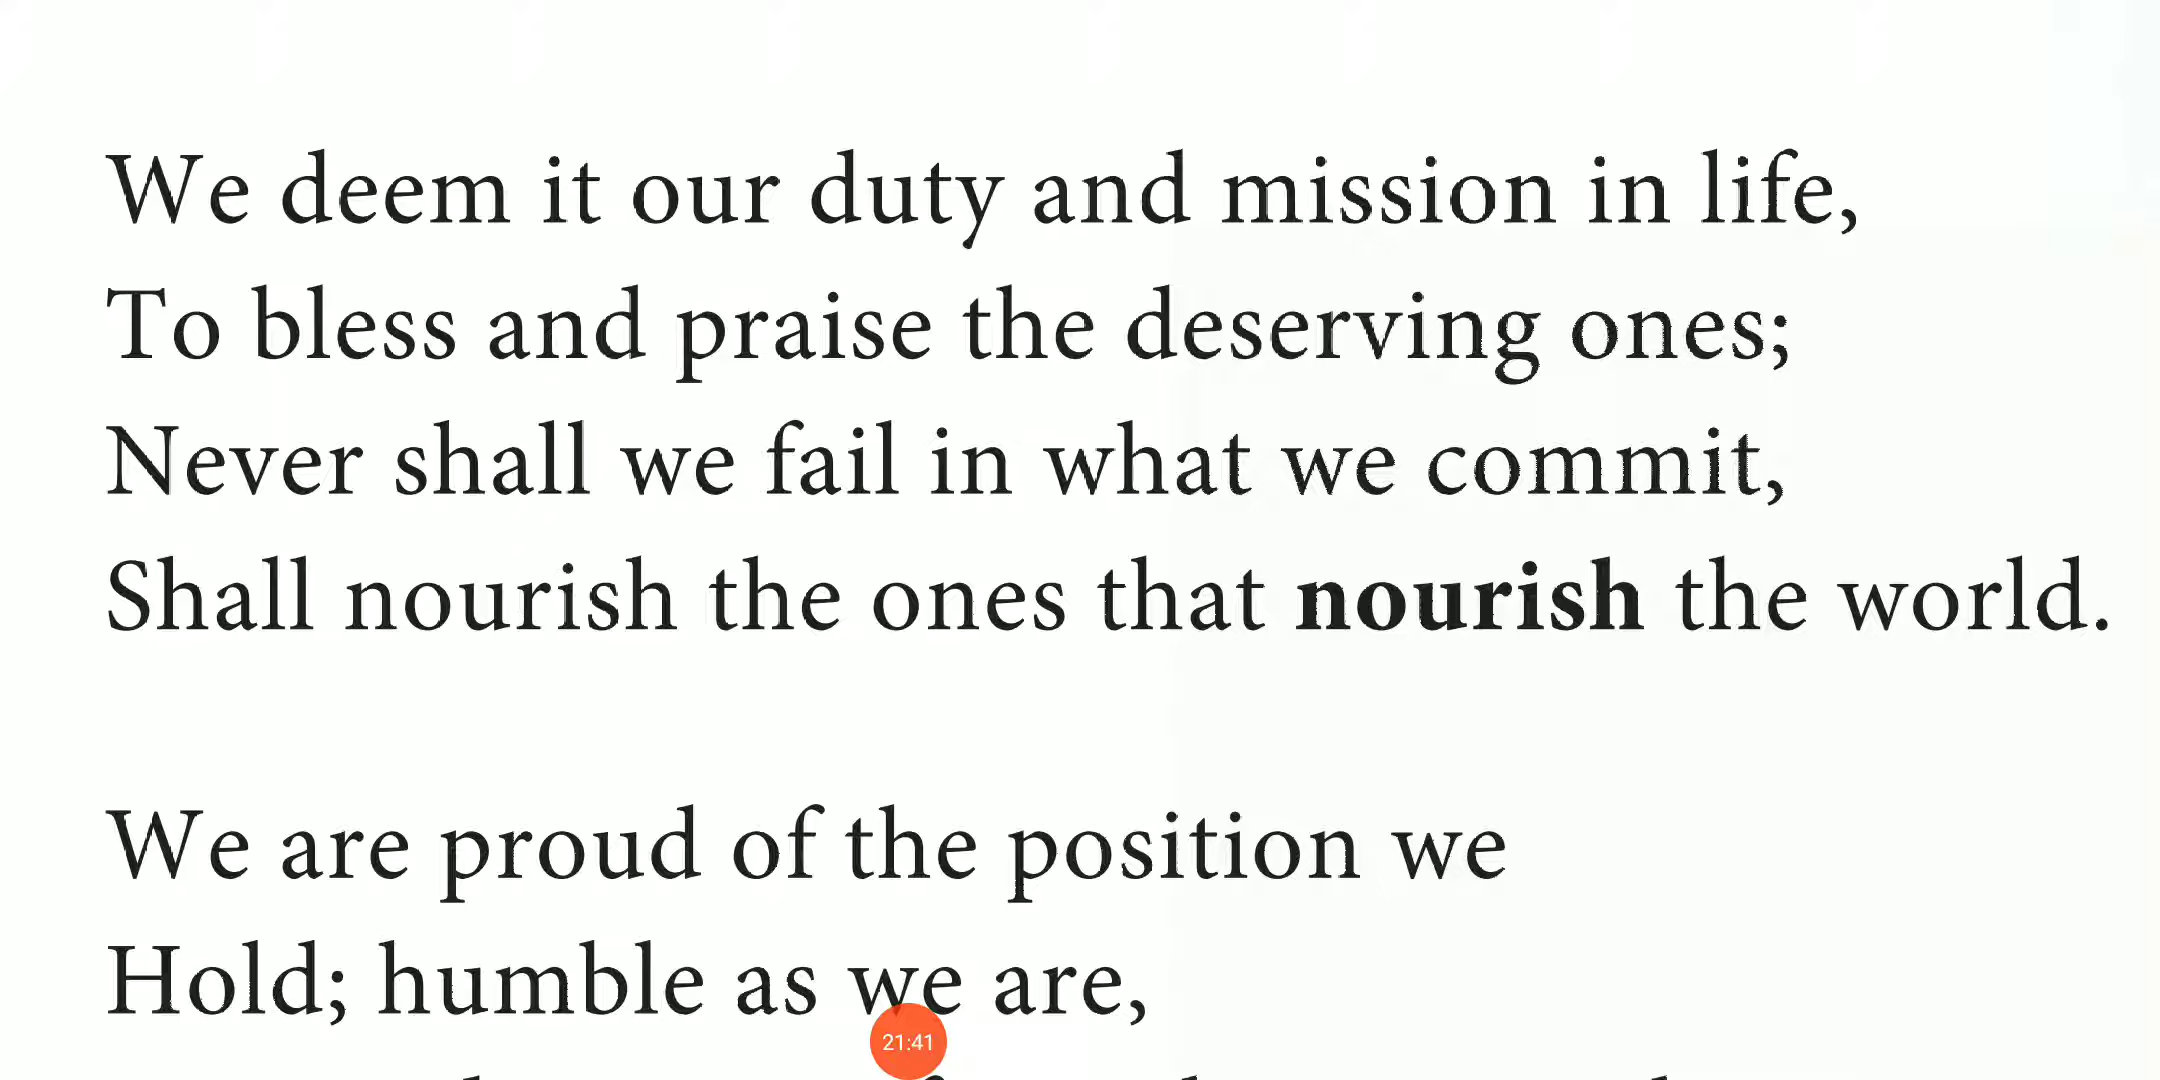 We deem it our duty and mission in life,
To bless and praise the deserving ones;
Never shall we fail in what we commit,
Shall nourish the ones that nourish the world.
We are proud of the position we
Hold; humble as we are,
21:41